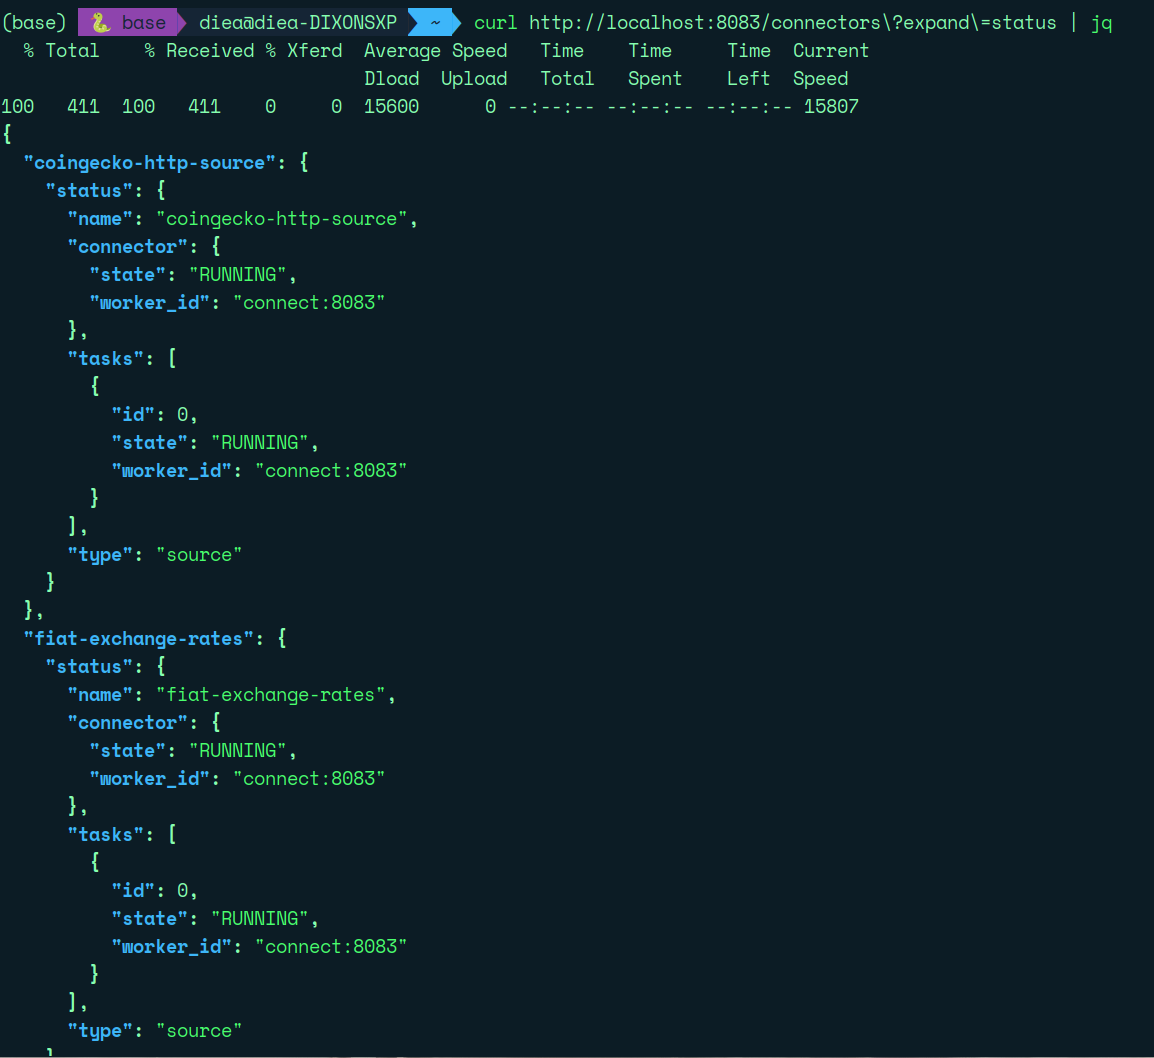 (base) 🐍 base diea@diea-DIXONSXP ~ curl http://localhost:8083/connectors\?expand\=status | jq
  % Total    % Received % Xferd  Average Speed   Time    Time     Time  Current
                                 Dload  Upload   Total   Spent    Left  Speed
100   411  100   411    0     0  15600      0 --:--:-- --:--:-- --:--:-- 15807
{
  "coingecko-http-source": {
    "status": {
      "name": "coingecko-http-source",
      "connector": {
        "state": "RUNNING",
        "worker_id": "connect:8083"
      },
      "tasks": [
        {
          "id": 0,
          "state": "RUNNING",
          "worker_id": "connect:8083"
        }
      ],
      "type": "source"
    }
  },
  "fiat-exchange-rates": {
    "status": {
      "name": "fiat-exchange-rates",
      "connector": {
        "state": "RUNNING",
        "worker_id": "connect:8083"
      },
      "tasks": [
        {
          "id": 0,
          "state": "RUNNING",
          "worker_id": "connect:8083"
        }
      ],
      "type": "source"
    }